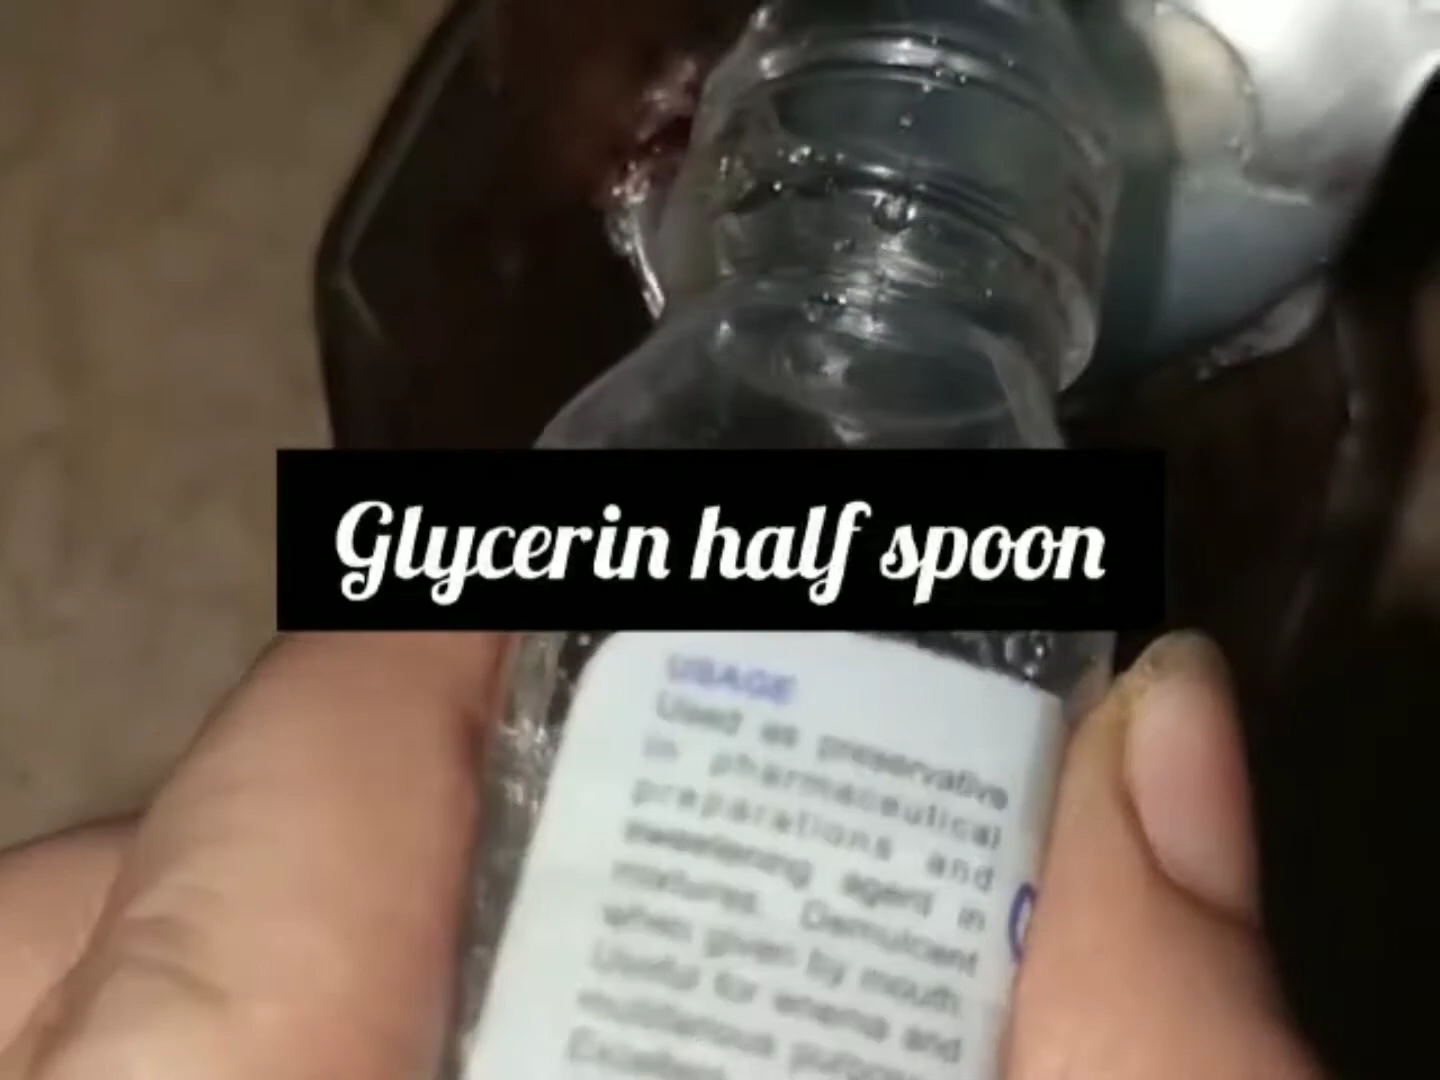 Glycerin half spoon
USAGE
Used as preservative
in pharmaceutical
preparations and
sweetening agent in
mixtures. Demulcent
when given by mouth.
Useful for enema and
multifarious purposes